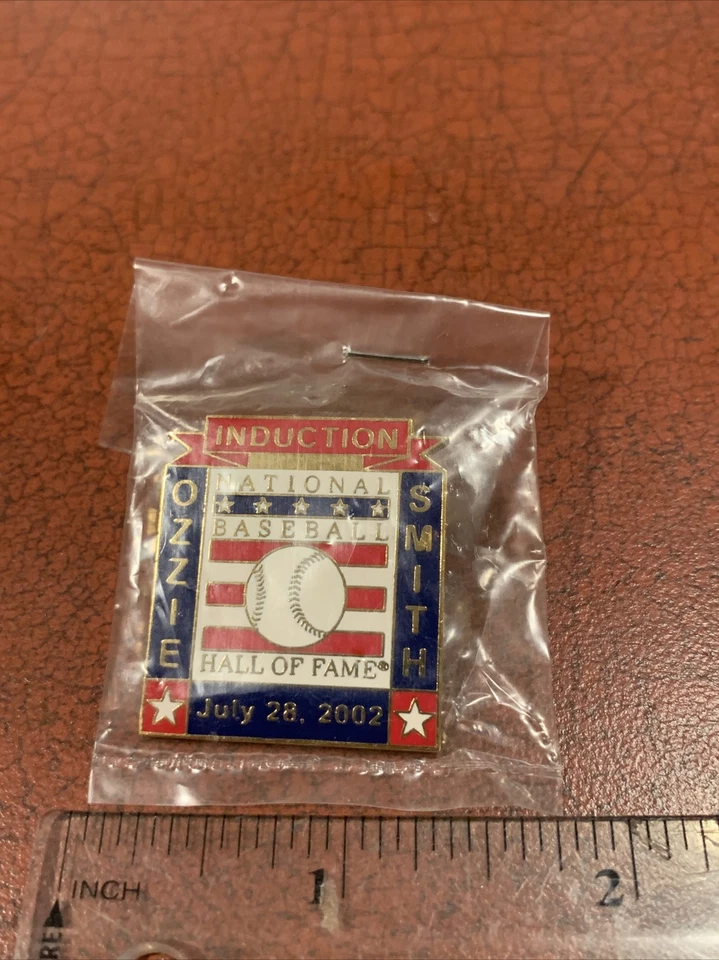 INDUCTION
OZZIE
NATIONAL
BASEBALL
HALL OF FAME®
SMITH
July 28, 2002
1
2
INCH